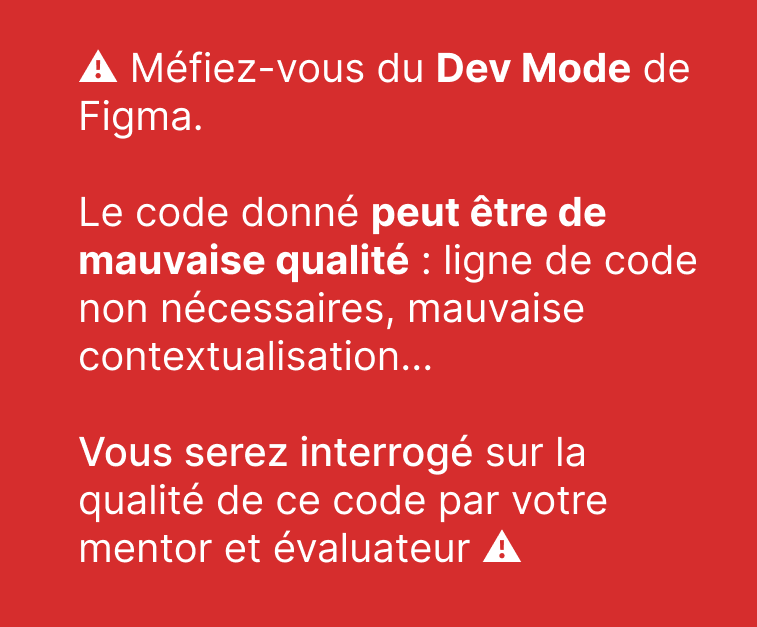 ⚠ Méfiez-vous du Dev Mode de
Figma.
Le code donné peut être de
mauvaise qualité : ligne de code
non nécessaires, mauvaise
contextualisation...
Vous serez interrogé sur la
qualité de ce code par votre
mentor et évaluateur ⚠